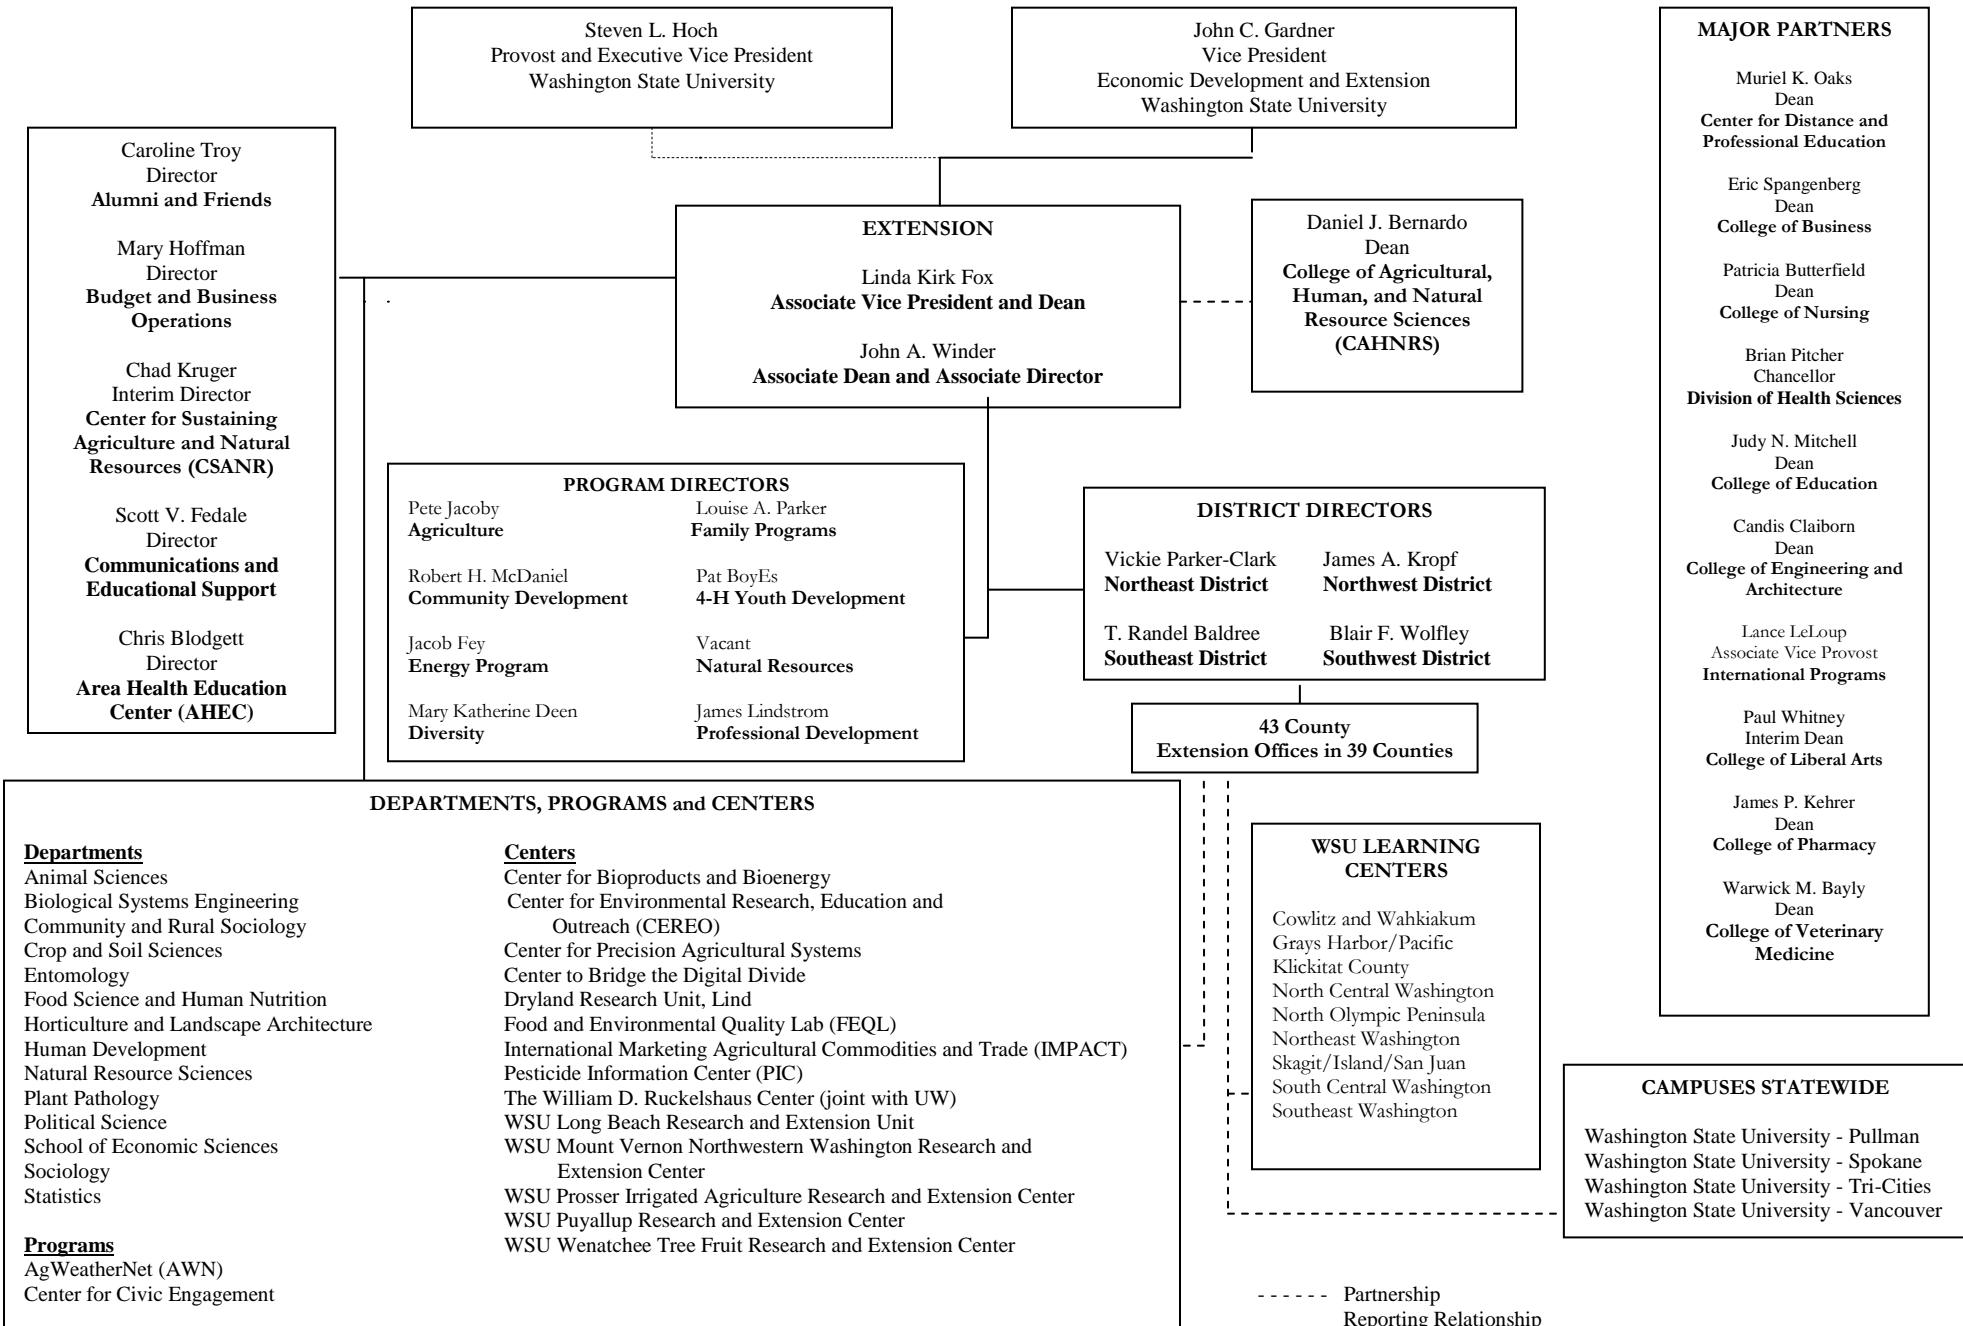 Steven L. Hoch
Provost and Executive Vice President
Washington State University
John C. Gardner
Vice President
Economic Development and Extension
Washington State University
MAJOR PARTNERS
Muriel K. Oaks
Dean
Center for Distance and
Professional Education
Eric Spangenberg
Dean
College of Business
Patricia Butterfield
Dean
College of Nursing
Brian Pitcher
Chancellor
Division of Health Sciences
Judy N. Mitchell
Dean
College of Education
Candis Claiborn
Dean
College of Engineering and
Architecture
Lance LeLoup
Associate Vice Provost
International Programs
Paul Whitney
Interim Dean
College of Liberal Arts
James P. Kehrer
Dean
College of Pharmacy
Warwick M. Bayly
Dean
College of Veterinary
Medicine
Caroline Troy
Director
Alumni and Friends
Mary Hoffman
Director
Budget and Business
Operations
Chad Kruger
Interim Director
Center for Sustaining
Agriculture and Natural
Resources (CSANR)
Scott V. Fedale
Director
Communications and
Educational Support
Chris Blodgett
Director
Area Health Education
Center (AHEC)
EXTENSION
Linda Kirk Fox
Associate Vice President and Dean
John A. Winder
Associate Dean and Associate Director
Daniel J. Bernardo
Dean
College of Agricultural,
Human, and Natural
Resource Sciences
(CAHNRS)
PROGRAM DIRECTORS
Pete Jacoby
Agriculture
Louise A. Parker
Family Programs
Robert H. McDaniel
Community Development
Pat BoyEs
4-H Youth Development
Jacob Fey
Energy Program
Vacant
Natural Resources
Mary Katherine Deen
Diversity
James Lindstrom
Professional Development
DISTRICT DIRECTORS
Vickie Parker-Clark
Northeast District
James A. Kropf
Northwest District
T. Randel Baldree
Southeast District
Blair F. Wolfley
Southwest District
43 County
Extension Offices in 39 Counties
DEPARTMENTS, PROGRAMS and CENTERS
Departments
Animal Sciences
Biological Systems Engineering
Community and Rural Sociology
Crop and Soil Sciences
Entomology
Food Science and Human Nutrition
Horticulture and Landscape Architecture
Human Development
Natural Resource Sciences
Plant Pathology
Political Science
School of Economic Sciences
Sociology
Statistics
Programs
AgWeatherNet (AWN)
Center for Civic Engagement
Centers
Center for Bioproducts and Bioenergy
Center for Environmental Research, Education and
Outreach (CEREO)
Center for Precision Agricultural Systems
Center to Bridge the Digital Divide
Dryland Research Unit, Lind
Food and Environmental Quality Lab (FEQL)
International Marketing Agricultural Commodities and Trade (IMPACT)
Pesticide Information Center (PIC)
The William D. Ruckelshaus Center (joint with UW)
WSU Long Beach Research and Extension Unit
WSU Mount Vernon Northwestern Washington Research and
Extension Center
WSU Prosser Irrigated Agriculture Research and Extension Center
WSU Puyallup Research and Extension Center
WSU Wenatchee Tree Fruit Research and Extension Center
WSU LEARNING
CENTERS
Cowlitz and Wahkiakum
Grays Harbor/Pacific
Klickitat County
North Central Washington
North Olympic Peninsula
Northeast Washington
Skagit/Island/San Juan
South Central Washington
Southeast Washington
CAMPUSES STATEWIDE
Washington State University - Pullman
Washington State University - Spokane
Washington State University - Tri-Cities
Washington State University - Vancouver
Partnership
Reporting Relationship